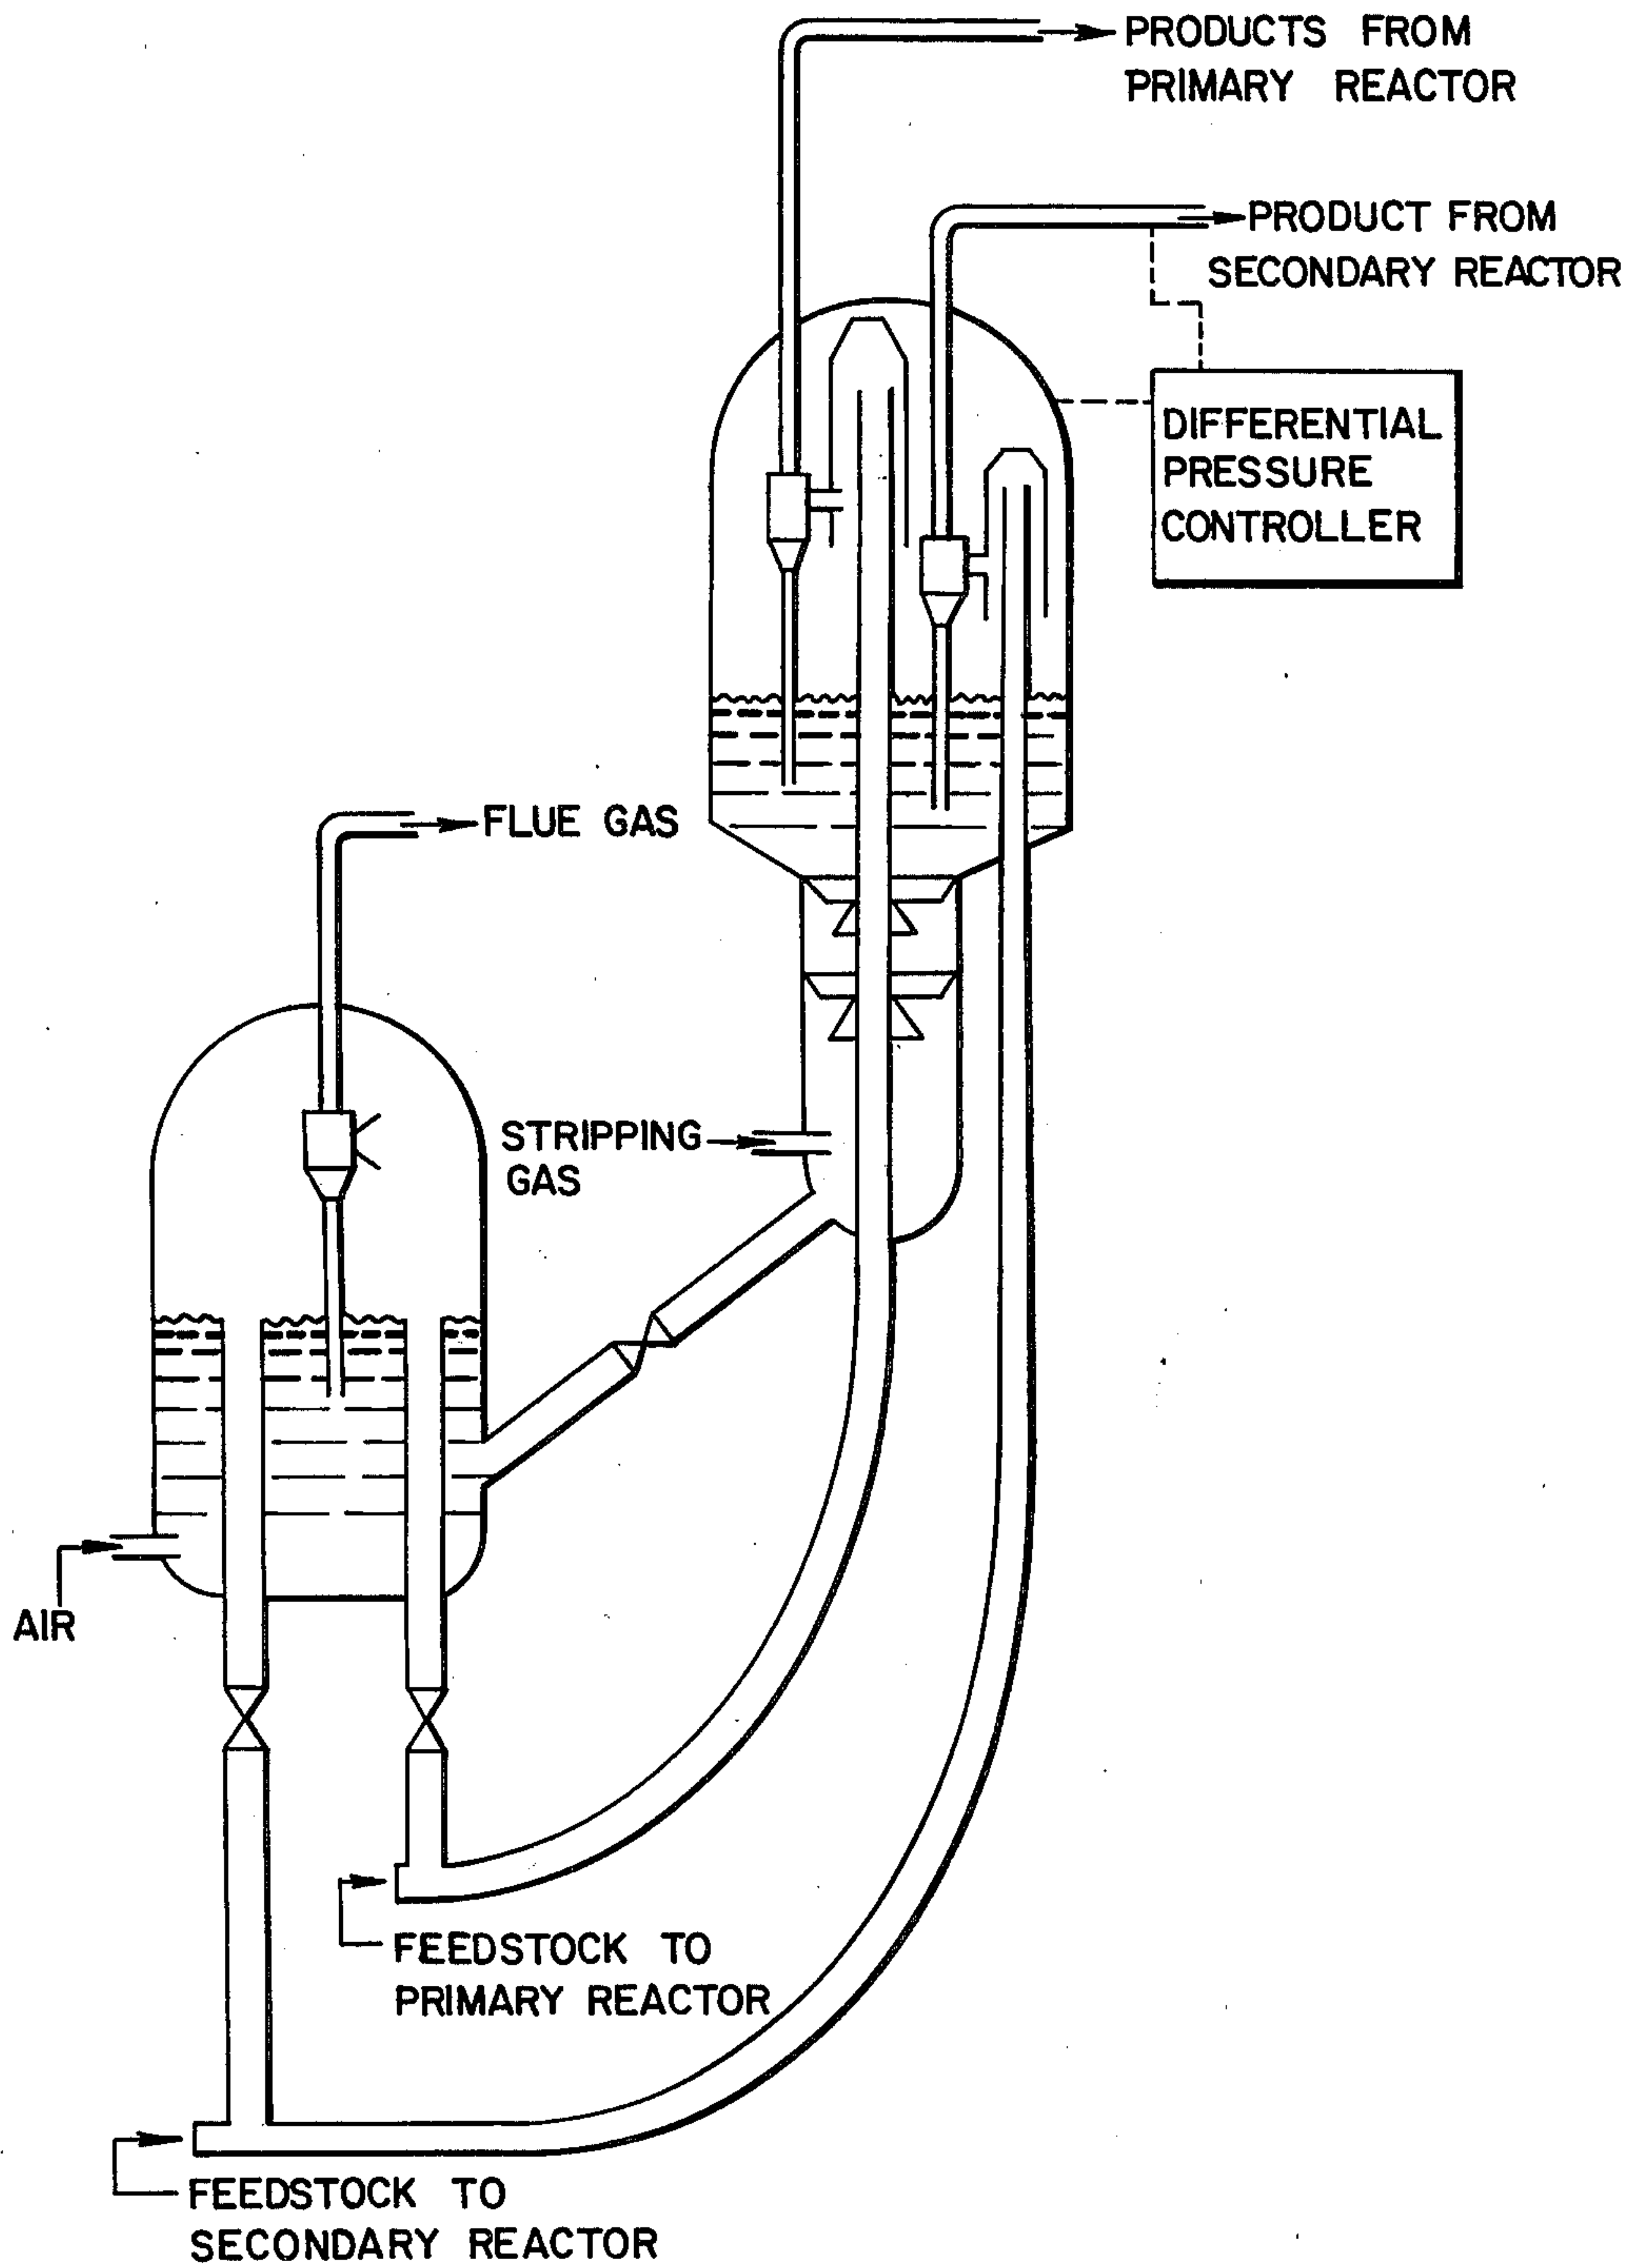 PRODUCTS FROM
PRIMARY REACTOR
PRODUCT FROM
SECONDARY REACTOR
DIFFERENTIAL
PRESSURE
CONTROLLER
FLUE GAS
STRIPPING
GAS
AIR
FEEDSTOCK TO
PRIMARY REACTOR
FEEDSTOCK TO
SECONDARY REACTOR